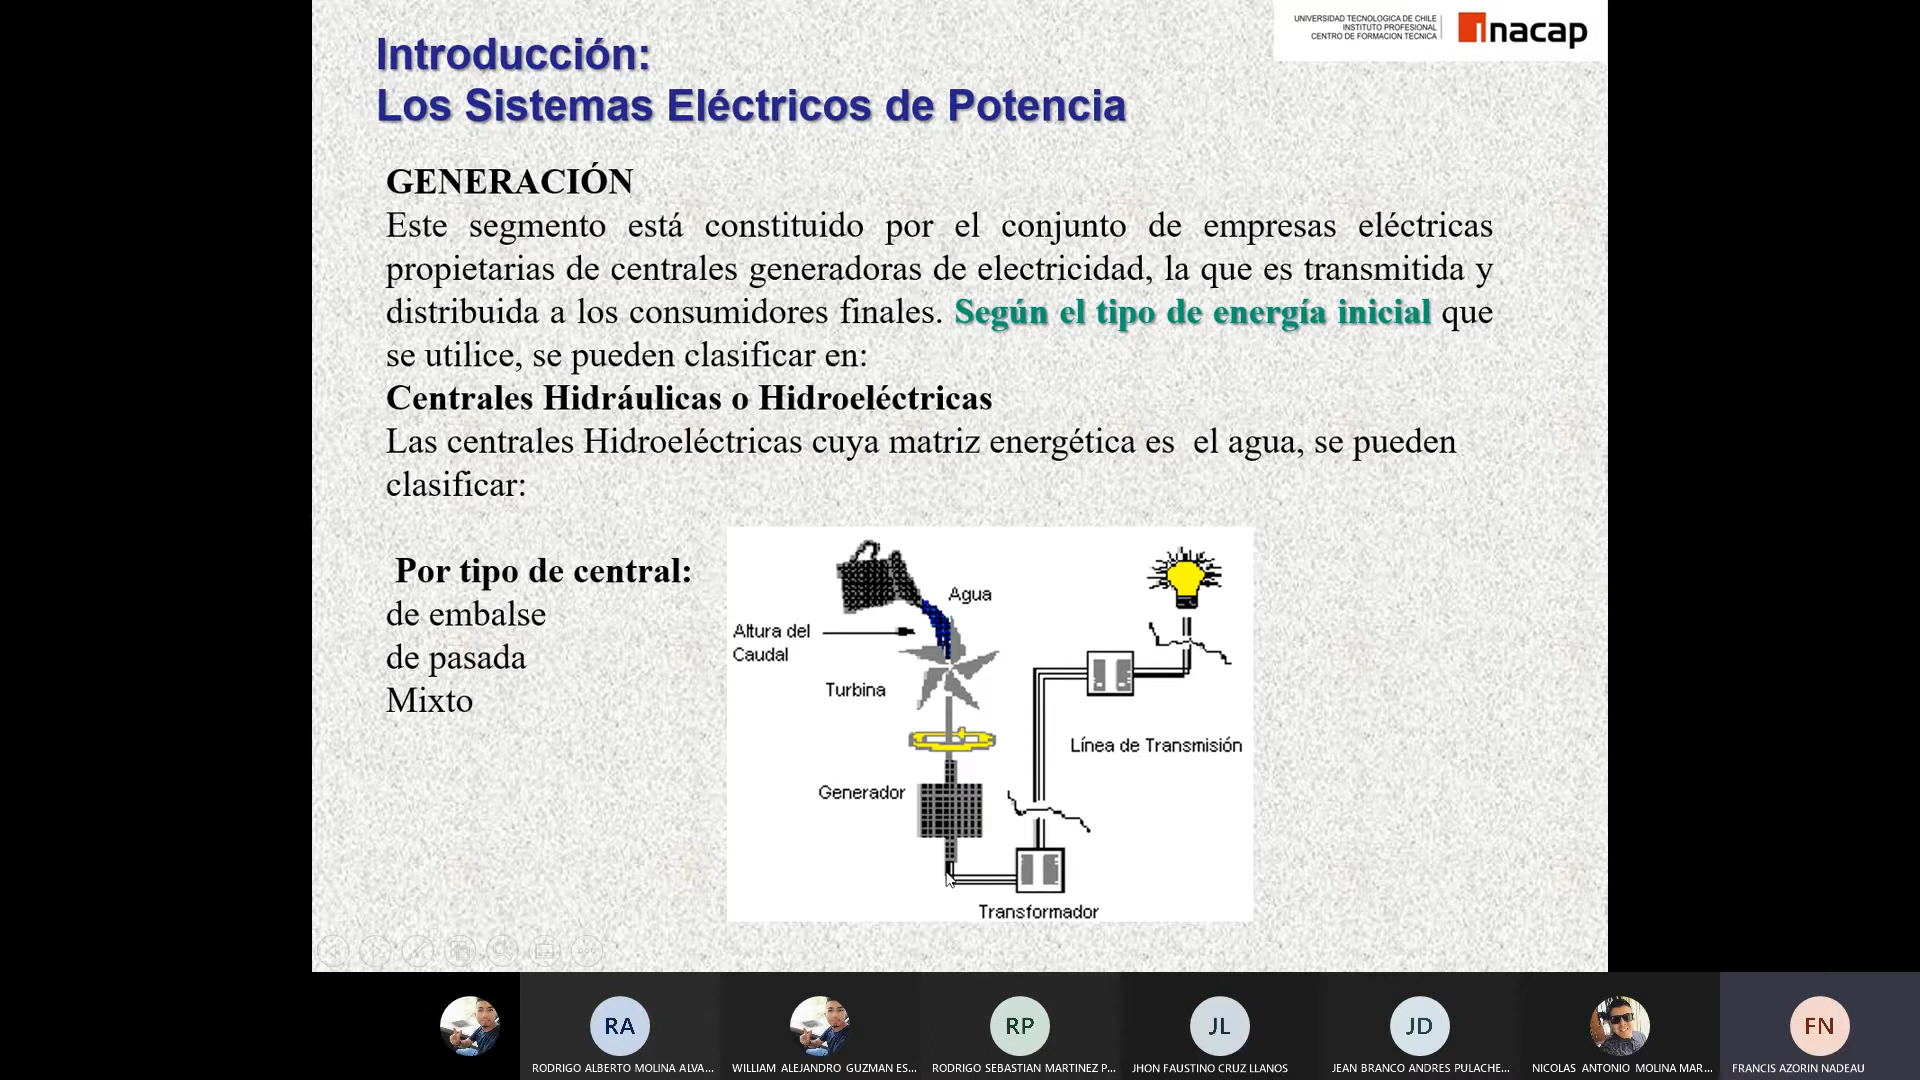 UNIVERSIDAD TECNOLOGICA DE CHILE
INSTITUTO PROFESIONAL
CENTRO DE FORMACION TECNICA
inacap
Introducción:
Los Sistemas Eléctricos de Potencia
GENERACIÓN
Este segmento está constituido por el conjunto de empresas eléctricas
propietarias de centrales generadoras de electricidad, la que es transmitida y
distribuida a los consumidores finales. Según el tipo de energía inicial que
se utilice, se pueden clasificar en:
Centrales Hidráulicas o Hidroeléctricas
Las centrales Hidroeléctricas cuya matriz energética es el agua, se pueden
clasificar:
Por tipo de central:
de embalse
de pasada
Mixto
Agua
Altura del
Caudal
Turbina
Línea de Transmisión
Generador
Transformador
RA
RP
JL
JD
FN
RODRIGO ALBERTO MOLINA ALVA...
WILLIAM ALEJANDRO GUZMAN ES...
RODRIGO SEBASTIAN MARTINEZ P...
JHON FAUSTINO CRUZ LLANOS
JEAN BRANCO ANDRES PULACHE...
NICOLAS ANTONIO MOLINA MAR...
FRANCIS AZORIN NADEAU